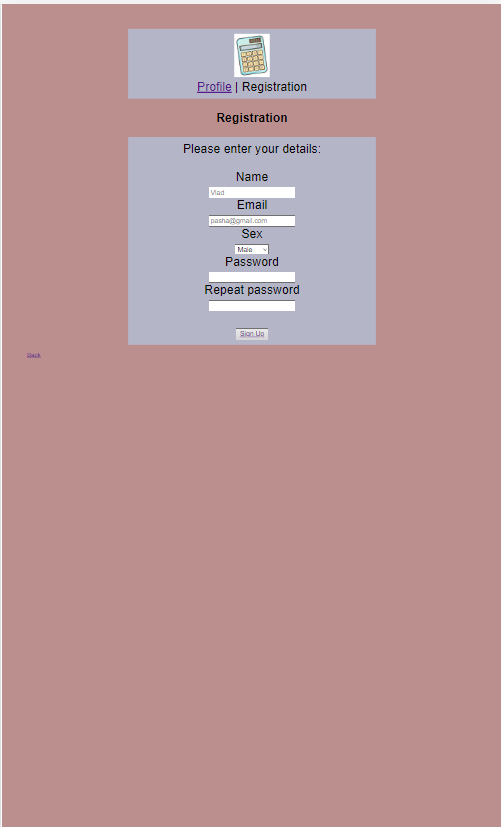 Profile | Registration
Registration
Please enter your details:
Name
Vlad
Email
pasha@gmail.com
Sex
Male
Password
Repeat password
Sign Up
Back